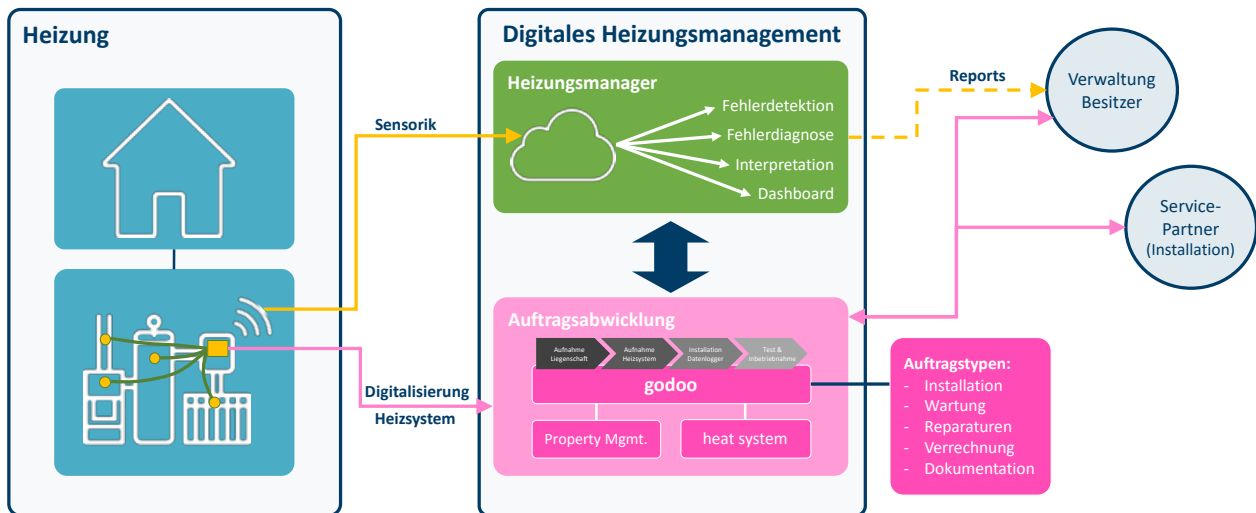 Heizung
Sensorik
Digitalisierung
Heizsystem
Digitales Heizungsmanagement
Heizungsmanager
Fehlerdetektion
Fehlerdiagnose
Interpretation
Dashboard
Auftragsabwicklung
Aufnahme
Liegenschaft
Aufnahme
Heizsystem
Installation
Datenlogger
Test &
Inbetriebnahme
godoo
Property Mgmt.
heat system
Reports
Verwaltung
Besitzer
Service-
Partner
(Installation)
Auftragstypen:
- Installation
- Wartung
- Reparaturen
- Verrechnung
- Dokumentation